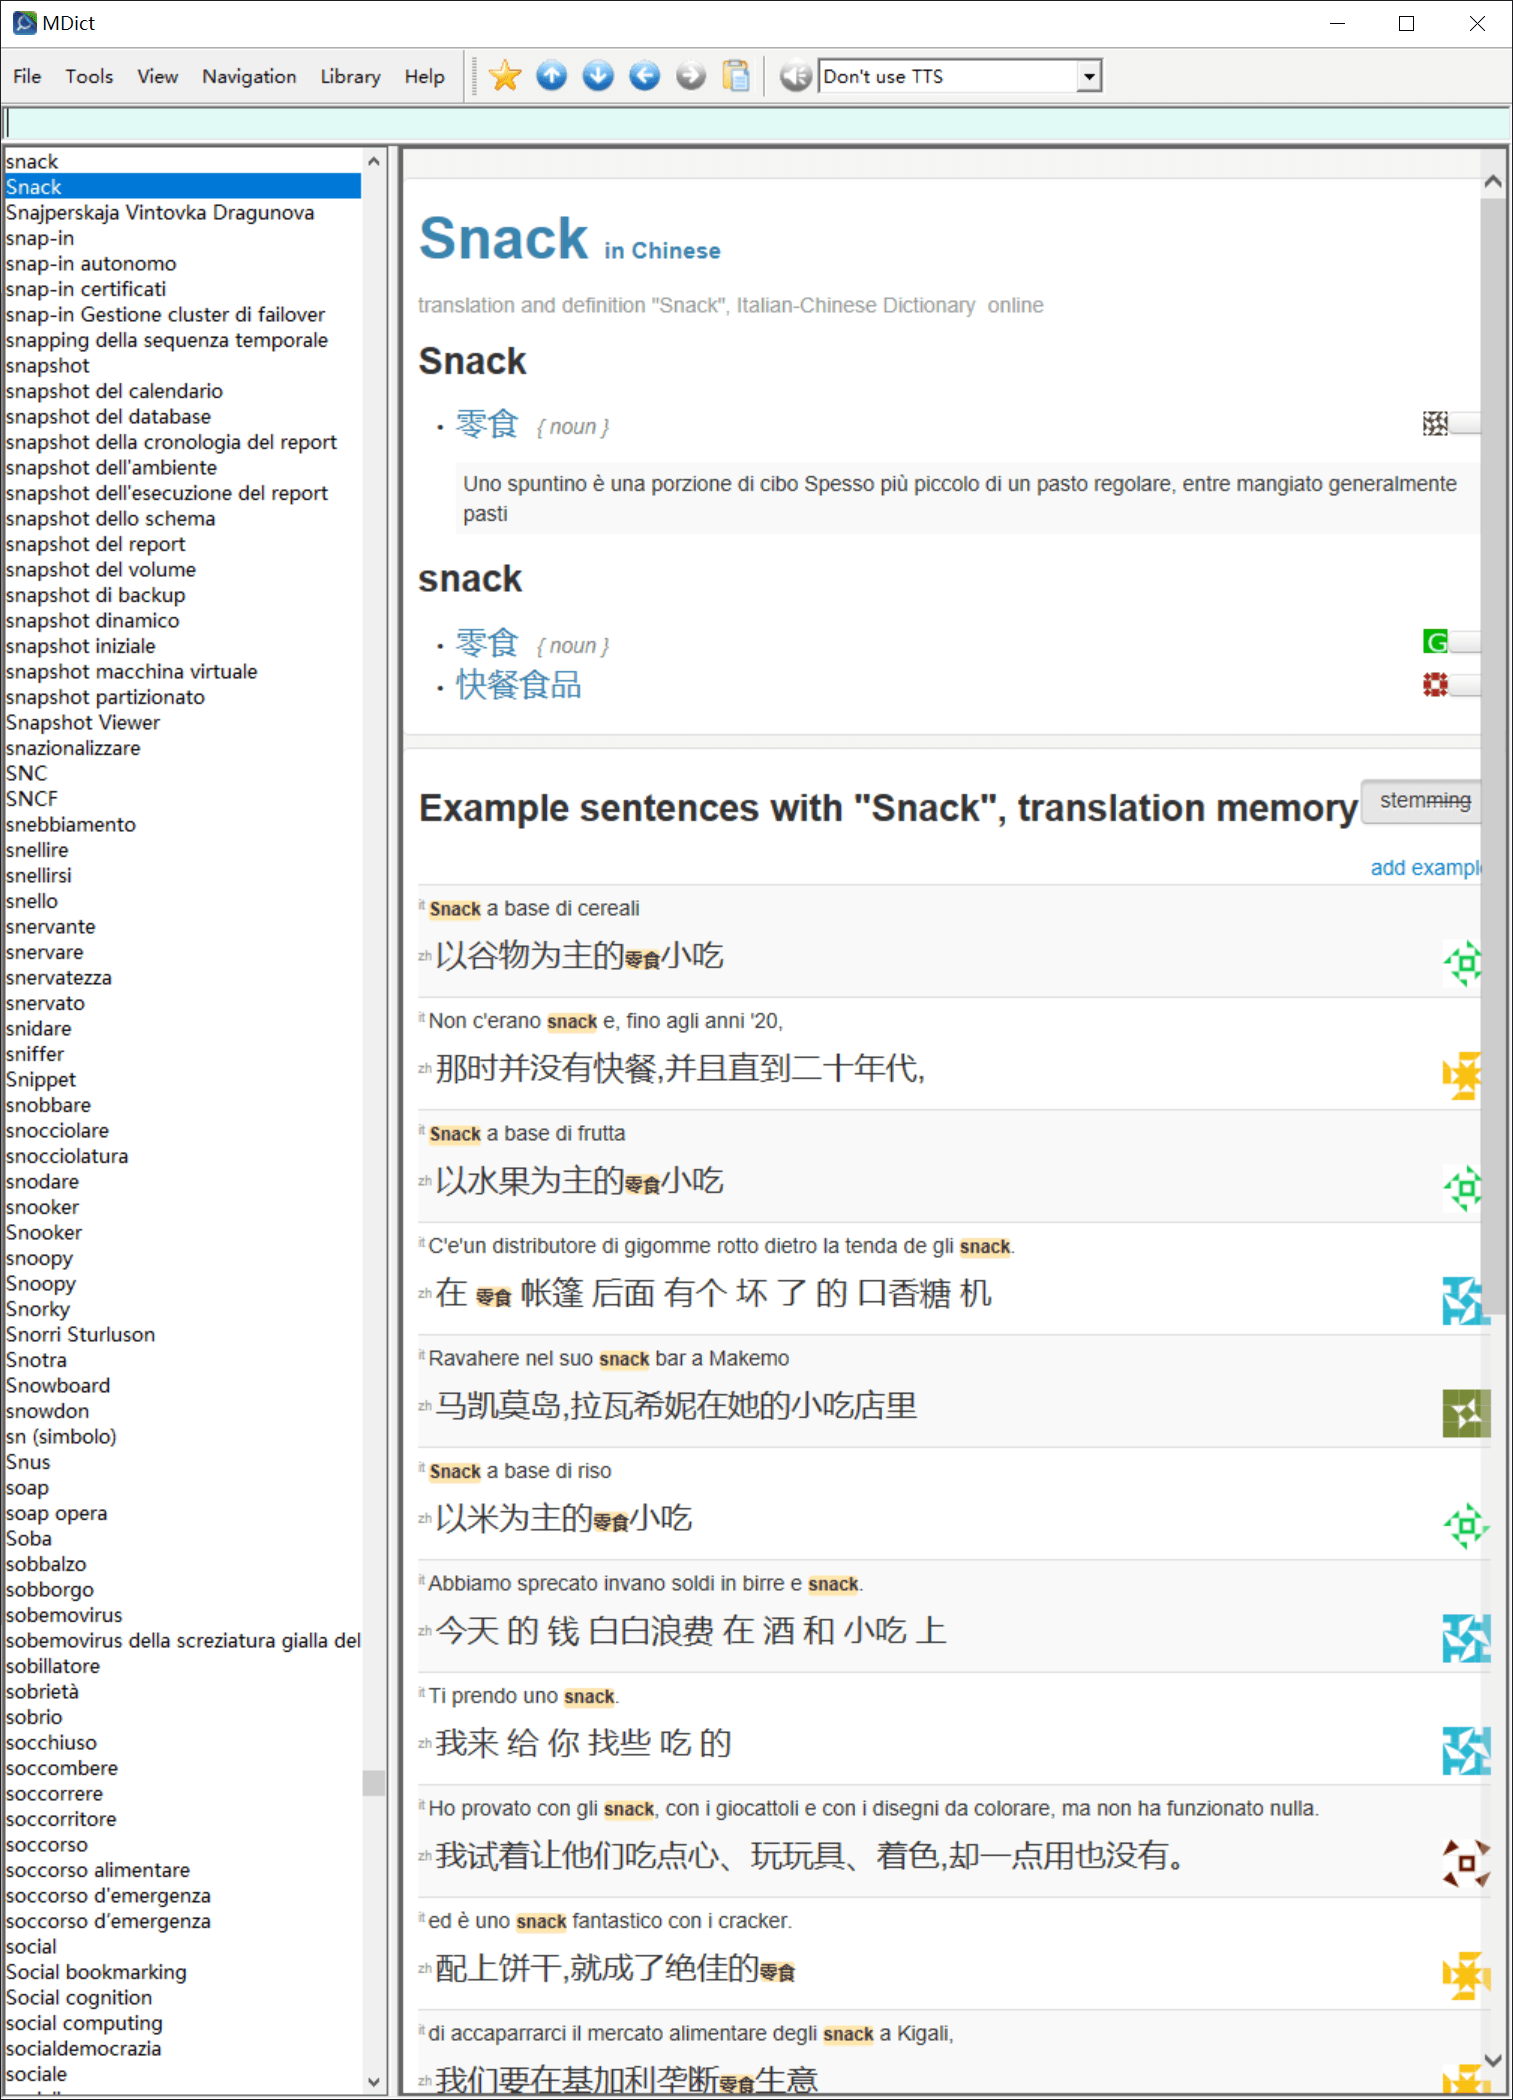 MDict
File Tools View Navigation Library Help
Don't use TTS
snack
Snack
Snajperskaja Vintovka Dragunova
snap-in
snap-in autonomo
snap-in certificati
snap-in Gestione cluster di failover
snapping della sequenza temporale
snapshot
snapshot del calendario
snapshot del database
snapshot della cronologia del report
snapshot dell'ambiente
snapshot dell'esecuzione del report
snapshot dello schema
snapshot del report
snapshot del volume
snapshot di backup
snapshot dinamico
snapshot iniziale
snapshot macchina virtuale
snapshot partizionato
Snapshot Viewer
snazionalizzare
SNC
SNCF
snebbiamento
snellire
snellirsi
snello
snervante
snervare
snervatezza
snervato
snidare
sniffer
Snippet
snobbare
snocciolare
snocciolatura
snodare
snooker
Snooker
snoopy
Snoopy
Snorky
Snorri Sturluson
Snotra
Snowboard
snowdon
sn (simbolo)
Snus
soap
soap opera
Soba
sobbalzo
sobborgo
sobemovirus
sobemovirus della screziatura gialla del
sobillatore
sobrietà
sobrio
socchiuso
soccombere
soccorrere
soccorritore
soccorso
soccorso alimentare
soccorso d'emergenza
soccorso d’emergenza
social
Social bookmarking
Social cognition
social computing
socialdemocrazia
sociale
Snack in Chinese
translation and definition "Snack", Italian-Chinese Dictionary online
Snack
• 零食 { noun }
Uno spuntino è una porzione di cibo Spesso più piccolo di un pasto regolare, entre mangiato generalmente
pasti
snack
• 零食 { noun }
• 快餐食品
Example sentences with "Snack", translation memory
stemming
add example
it Snack a base di cereali
zh 以谷物为主的零食小吃
it Non c'erano snack e, fino agli anni '20,
zh 那时并没有快餐,并且直到二十年代,
it Snack a base di frutta
zh 以水果为主的零食小吃
it C'e'un distributore di gigomme rotto dietro la tenda de gli snack.
zh 在 零食 帐篷 后面 有个 坏 了 的 口香糖 机
it Ravahere nel suo snack bar a Makemo
zh 马凯莫岛,拉瓦希妮在她的小吃店里
it Snack a base di riso
zh 以米为主的零食小吃
it Abbiamo sprecato invano soldi in birre e snack.
zh 今天 的 钱 白白浪费 在 酒 和 小吃 上
it Ti prendo uno snack.
zh 我来 给 你 找些 吃 的
it Ho provato con gli snack, con i giocattoli e con i disegni da colorare, ma non ha funzionato nulla.
zh 我试着让他们吃点心、玩玩具、着色,却一点用也没有。
it ed è uno snack fantastico con i cracker.
zh 配上饼干,就成了绝佳的零食
it di accaparrarci il mercato alimentare degli snack a Kigali,
zh 我们要在基加利垄断零食生意